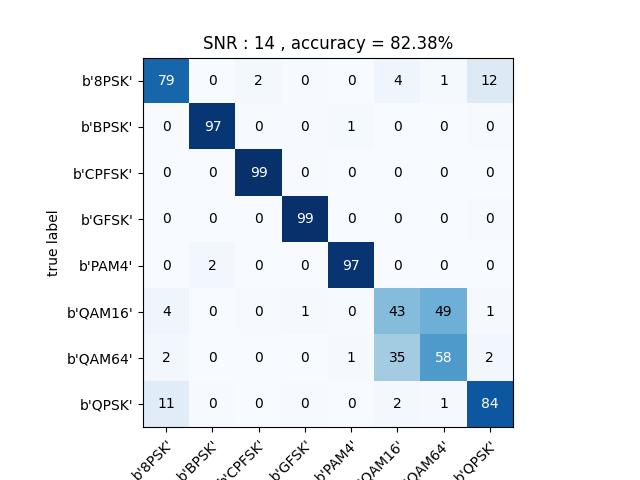 SNR : 14 , accuracy = 82.38%
b'8PSK' 79 0 2 0 0 4 1 12
b'BPSK' 0 97 0 0 1 0 0 0
b'CPFSK' 0 0 99 0 0 0 0 0
b'GFSK' 0 0 0 99 0 0 0 0
b'PAM4' 0 2 0 0 97 0 0 0
b'QAM16' 4 0 0 1 0 43 49 1
b'QAM64' 2 0 0 0 1 35 58 2
b'QPSK' 11 0 0 0 0 2 1 84
true label
b'8PSK' b'BPSK' 'CPFSK' b'GFSK' b'PAM4' 'QAM16' QAM64' b'QPSK'